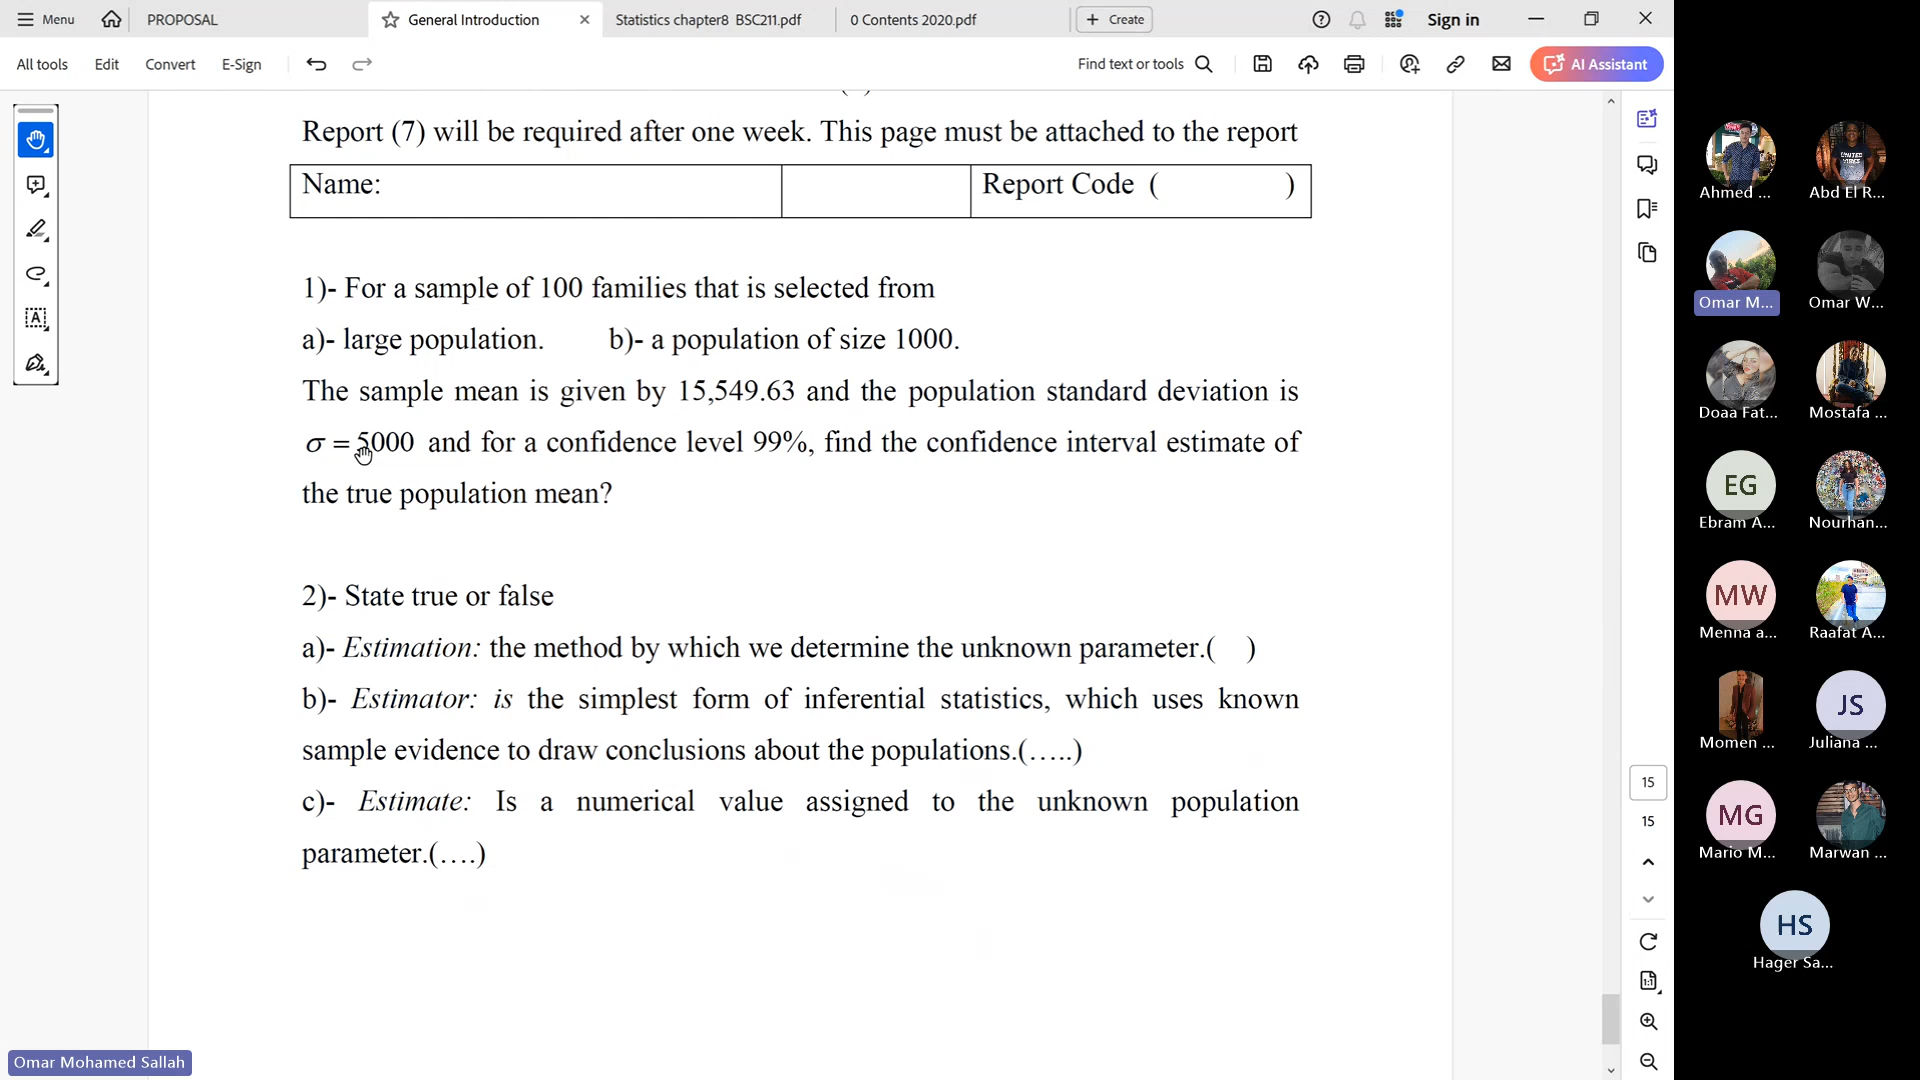 Menu
PROPOSAL
General Introduction
Statistics chapter8 BSC211.pdf
0 Contents 2020.pdf
+ Create
Sign in
All tools
Edit
Convert
E-Sign
Find text or tools
AI Assistant
Report (7) will be required after one week. This page must be attached to the report
Name:
Report Code ( )
1)- For a sample of 100 families that is selected from
a)- large population. b)- a population of size 1000.
The sample mean is given by 15,549.63 and the population standard deviation is
σ = 5000 and for a confidence level 99%, find the confidence interval estimate of
the true population mean?
2)- State true or false
a)- Estimation: the method by which we determine the unknown parameter.( )
b)- Estimator: is the simplest form of inferential statistics, which uses known
sample evidence to draw conclusions about the populations.(…..)
c)- Estimate: Is a numerical value assigned to the unknown population
parameter.(….)
15
15
Omar Mohamed Sallah
Ahmed ...
Abd El R...
Omar M...
Omar W...
Doaa Fat...
Mostafa ...
EG
Ebram A...
Nourhan...
MW
Menna a...
Raafat A...
Momen ...
JS
Juliana ...
MG
Mario M...
Marwan ...
HS
Hager Sa...